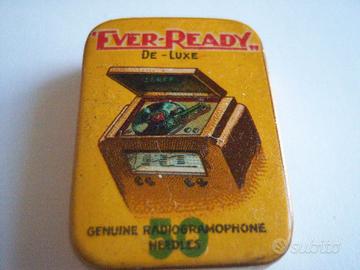 "EVER-READY"
DE-LUXE
50
GENUINE RADIOGRAMOPHONE
NEEDLES
subito